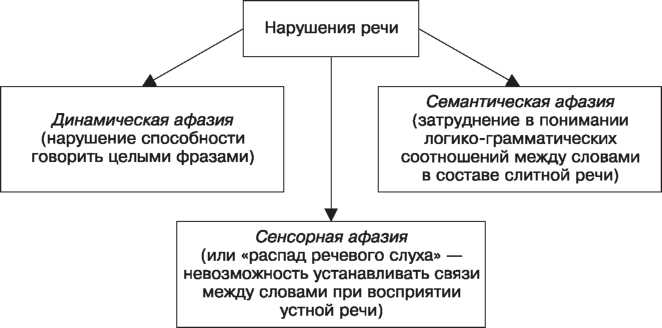 Нарушения речи
Динамическая афазия
(нарушение способности
говорить целыми фразами)
Семантическая афазия
(затруднение в понимании
логико-грамматических
соотношений между словами
в составе слитной речи)
Сенсорная афазия
(или «распад речевого слуха» —
невозможность устанавливать связи
между словами при восприятии
устной речи)